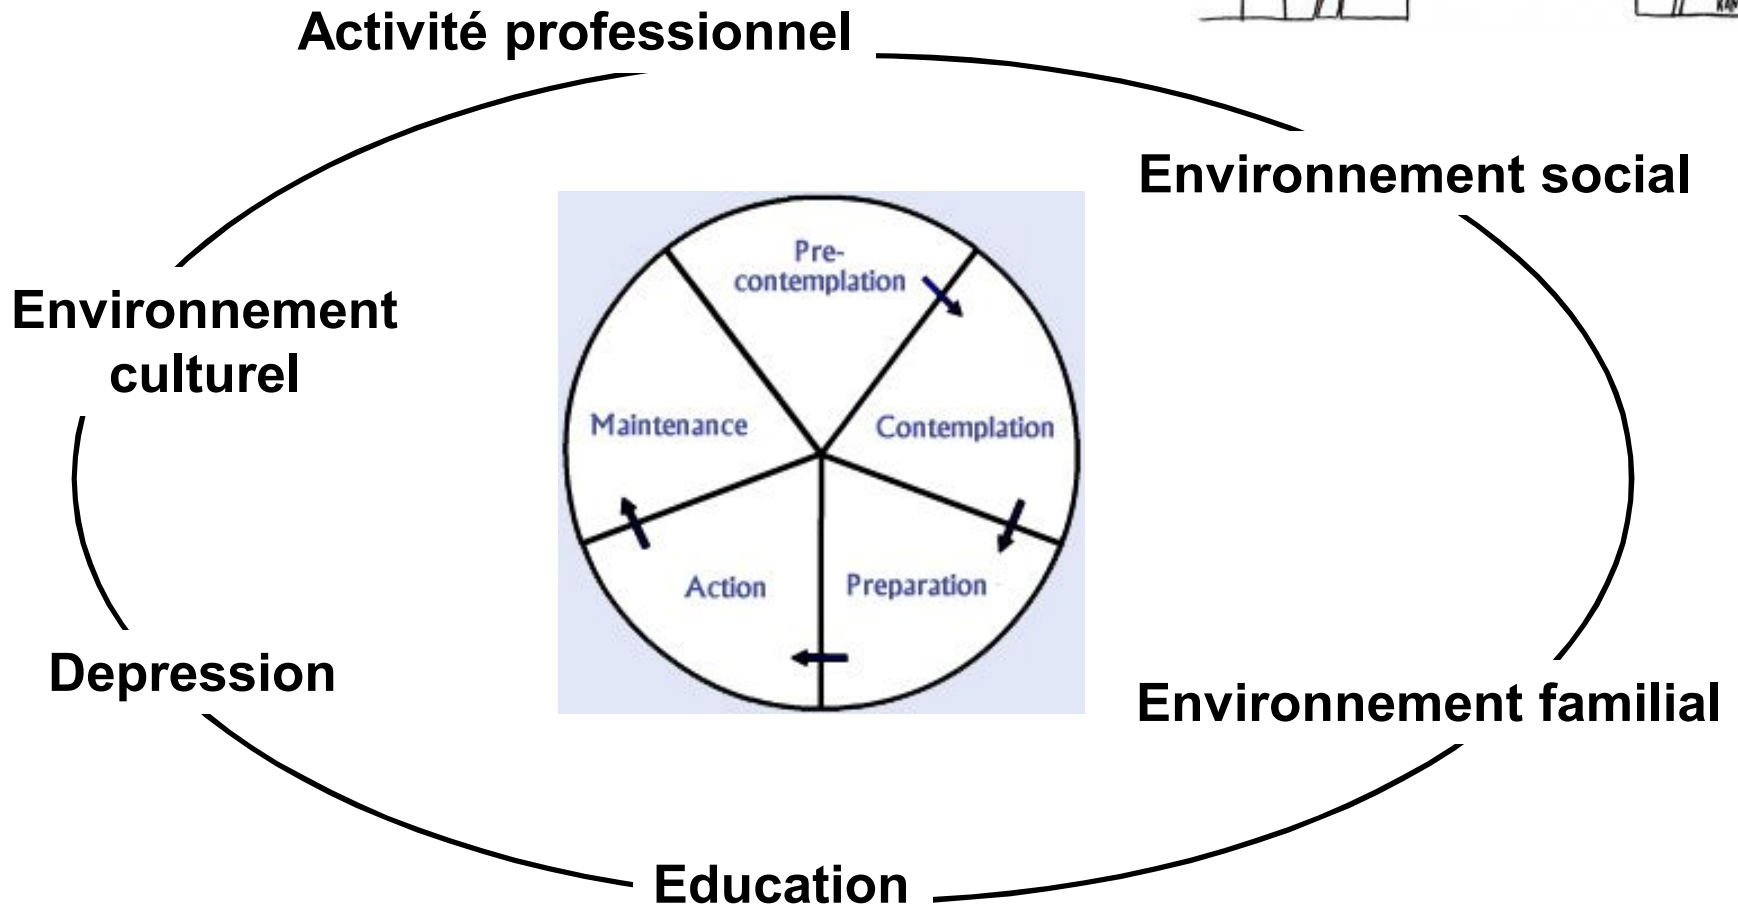 Activité professionnel
Environnement social
Pre-
contemplation
Environnement
culturel
Maintenance
Contemplation
Action
Preparation
Depression
Environnement familial
Education